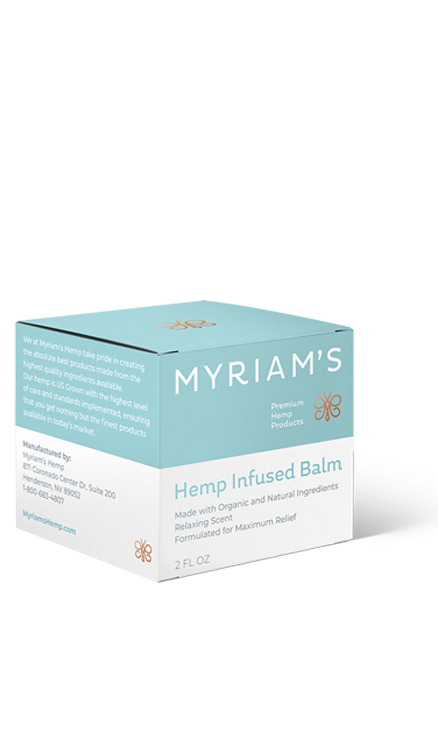 We at Myriam's Hemp take pride in creating
the absolute best products made from the
highest quality ingredients available,
Our hemp is US Grown with the highest level
of care and standards implemented, ensuring
that you get nothing but the finest products
available in today's market.
Manufactured by:
Myriam's Hemp
871 Coronado Center Dr, Suite 200
Henderson, NV 89052
1-800-683-4807
MyriamsHemp.com
MYRIAM'S
Premium
Hemp
Products
Hemp Infused Balm
Made with Organic and Natural Ingredients
Relaxing Scent
Formulated for Maximum Relief
2 FL OZ